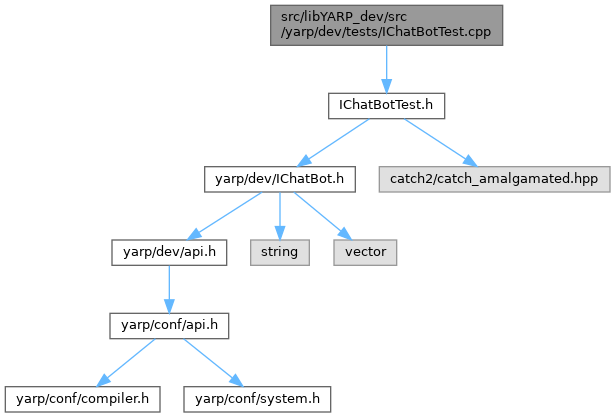 src/libYARP_dev/src
/yarp/dev/tests/IChatBotTest.cpp
IChatBotTest.h
yarp/dev/IChatBot.h
catch2/catch_amalgamated.hpp
yarp/dev/api.h
string
vector
yarp/conf/api.h
yarp/conf/compiler.h
yarp/conf/system.h